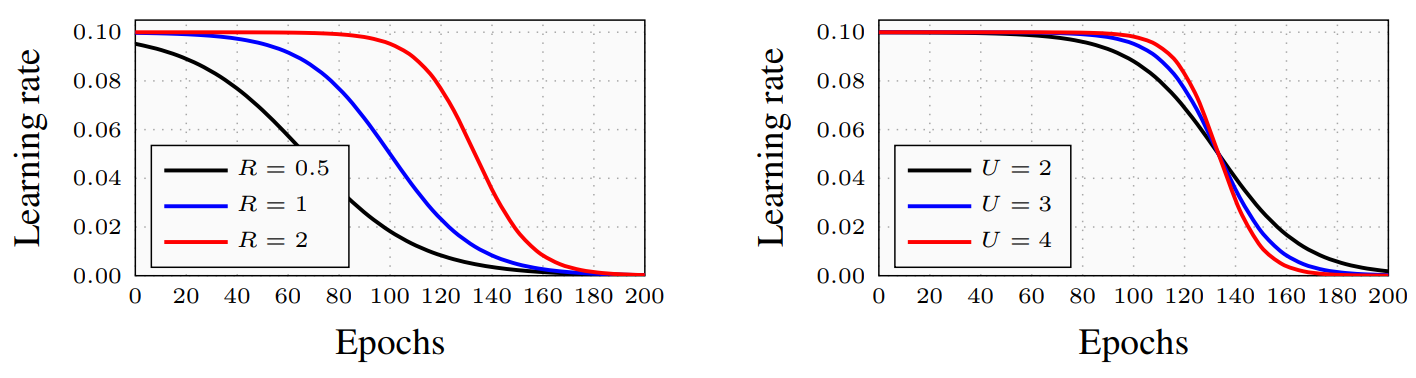 Learning rate
0.10
0.08
0.06
0.04
0.02
0.00
R = 0.5
R = 1
R = 2
0 20 40 60 80 100 120 140 160 180 200
Epochs
Learning rate
0.10
0.08
0.06
0.04
0.02
0.00
U = 2
U = 3
U = 4
0 20 40 60 80 100 120 140 160 180 200
Epochs